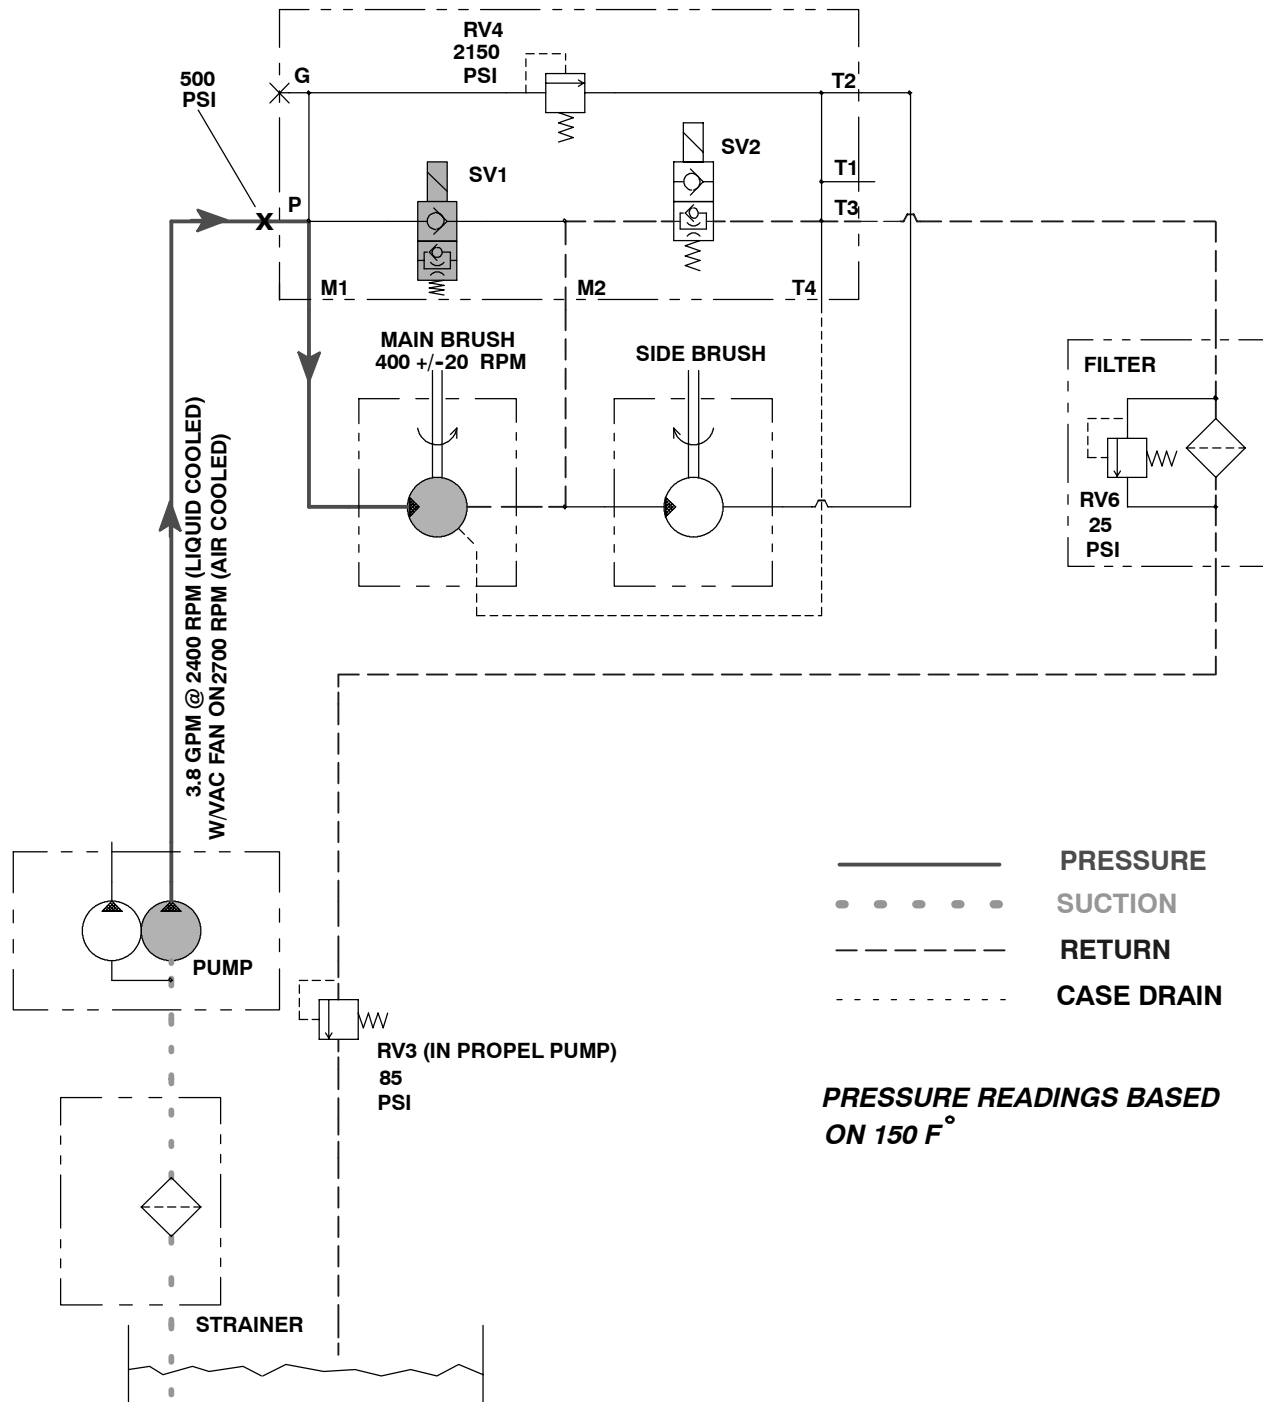 RV4
2150
PSI
500
PSI
G
T2
SV1
SV2
T1
P
T3
M1
M2
T4
MAIN BRUSH
400 +/-20 RPM
SIDE BRUSH
FILTER
RV6
25
PSI
3.8 GPM @ 2400 RPM (LIQUID COOLED)
W/VAC FAN ON2700 RPM (AIR COOLED)
PUMP
PRESSURE
SUCTION
RETURN
CASE DRAIN
RV3 (IN PROPEL PUMP)
85
PSI
PRESSURE READINGS BASED
ON 150 F°
STRAINER
X